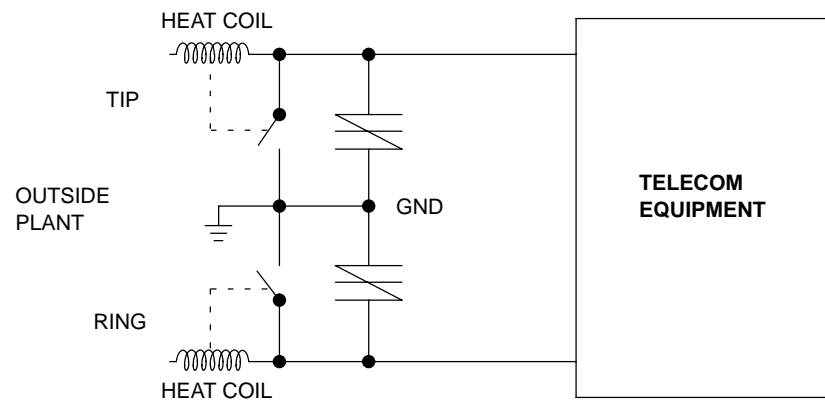 HEAT COIL
TIP
OUTSIDE
PLANT
GND
TELECOM
EQUIPMENT
RING
HEAT COIL